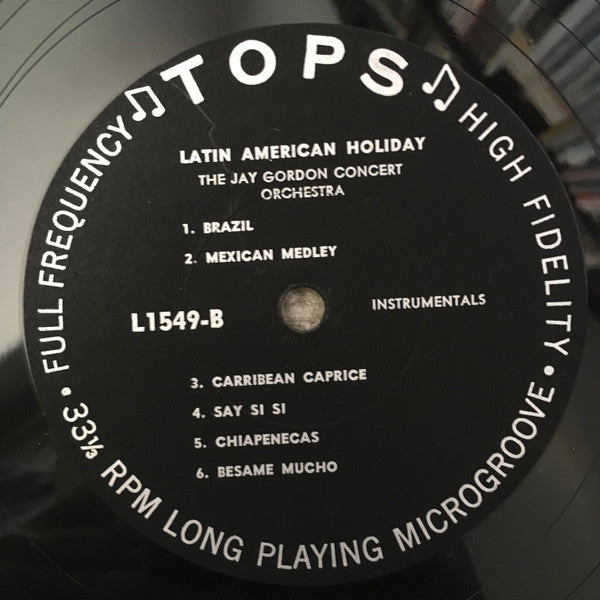 TOPS
FULL FREQUENCY
HIGH FIDELITY
LATIN AMERICAN HOLIDAY
THE JAY GORDON CONCERT
ORCHESTRA
1. BRAZIL
2. MEXICAN MEDLEY
L1549-B
INSTRUMENTALS
3. CARRIBEAN CAPRICE
4. SAY SI SI
5. CHIAPENECAS
6. BESAME MUCHO
• 33⅓ RPM LONG PLAYING MICROGROOVE •